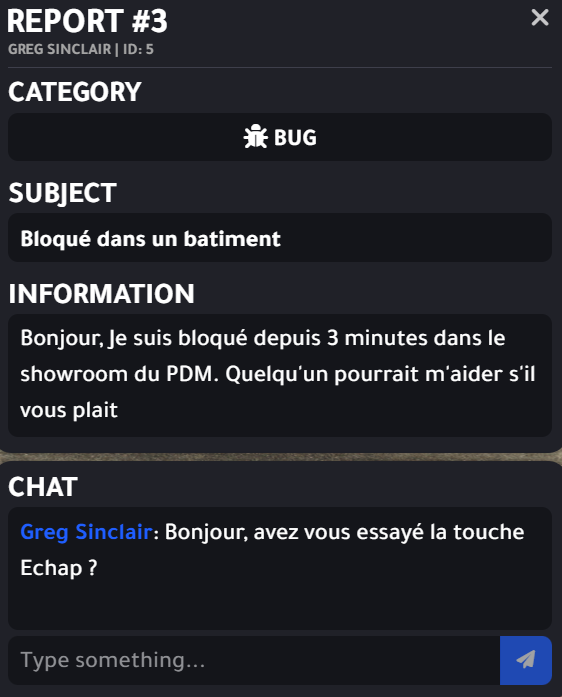 REPORT #3
GREG SINCLAIR | ID: 5
CATEGORY
BUG
SUBJECT
Bloqué dans un batiment
INFORMATION
Bonjour, Je suis bloqué depuis 3 minutes dans le
showroom du PDM. Quelqu'un pourrait m'aider s'il
vous plait
CHAT
Greg Sinclair: Bonjour, avez vous essayé la touche
Echap ?
Type something...